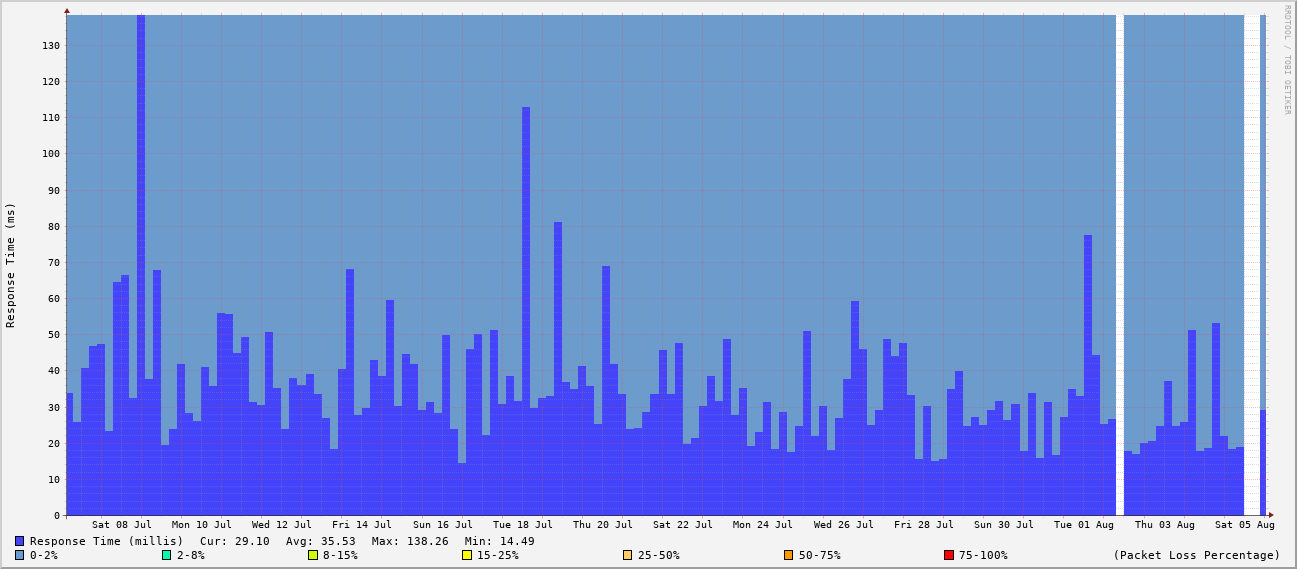 RRDTOOL / TOBI OETIKER
Response Time (ms)
130
120
110
100
90
80
70
60
50
40
30
20
10
0
Sat 08 Jul Mon 10 Jul Wed 12 Jul Fri 14 Jul Sun 16 Jul Tue 18 Jul Thu 20 Jul Sat 22 Jul Mon 24 Jul Wed 26 Jul Fri 28 Jul Sun 30 Jul Tue 01 Aug Thu 03 Aug Sat 05 Aug
Response Time (millis) Cur: 29.10 Avg: 35.53 Max: 138.26 Min: 14.49
0-2% 2-8% 8-15% 15-25% 25-50% 50-75% 75-100% (Packet Loss Percentage)